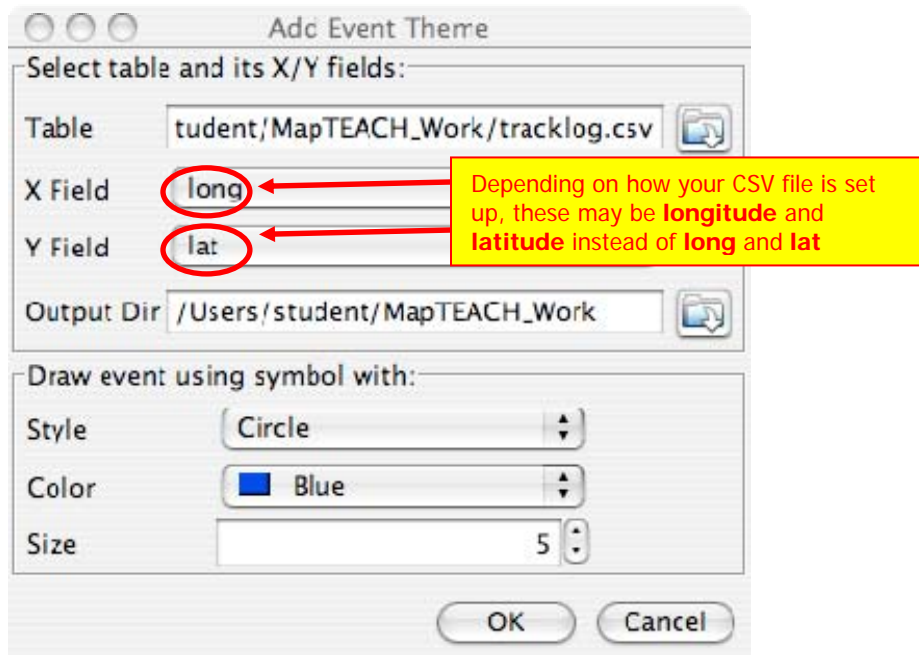 Add Event Theme
Select table and its X/Y fields:
Table tudent/MapTEACH_Work/tracklog.csv
X Field long
Y Field lat
Depending on how your CSV file is set
up, these may be longitude and
latitude instead of long and lat
Output Dir /Users/student/MapTEACH_Work
Draw event using symbol with:
Style Circle
Color Blue
Size 5
OK Cancel